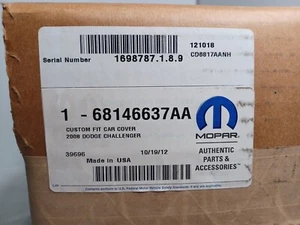 121018
Serial Number 1698787.1.8.9 CD6817AANH
1 - 68146637AA
CUSTOM FIT CAR COVER
2008 DODGE CHALLENGER
39696 10/19/12
Made in USA
MOPAR
AUTHENTIC
PARTS &
ACCESSORIES™